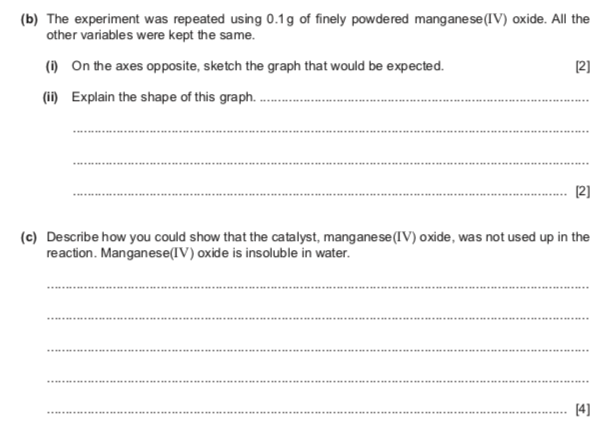 (b) The experiment was repeated using 0.1 g of finely powdered manganese(IV) oxide. All the
other variables were kept the same.
(i) On the axes opposite, sketch the graph that would be expected. [2]
(ii) Explain the shape of this graph. ....................................................................................
....................................................................................
....................................................................................
.................................................................................... [2]
(c) Describe how you could show that the catalyst, manganese(IV) oxide, was not used up in the
reaction. Manganese(IV) oxide is insoluble in water.
....................................................................................
....................................................................................
....................................................................................
....................................................................................
.................................................................................... [4]